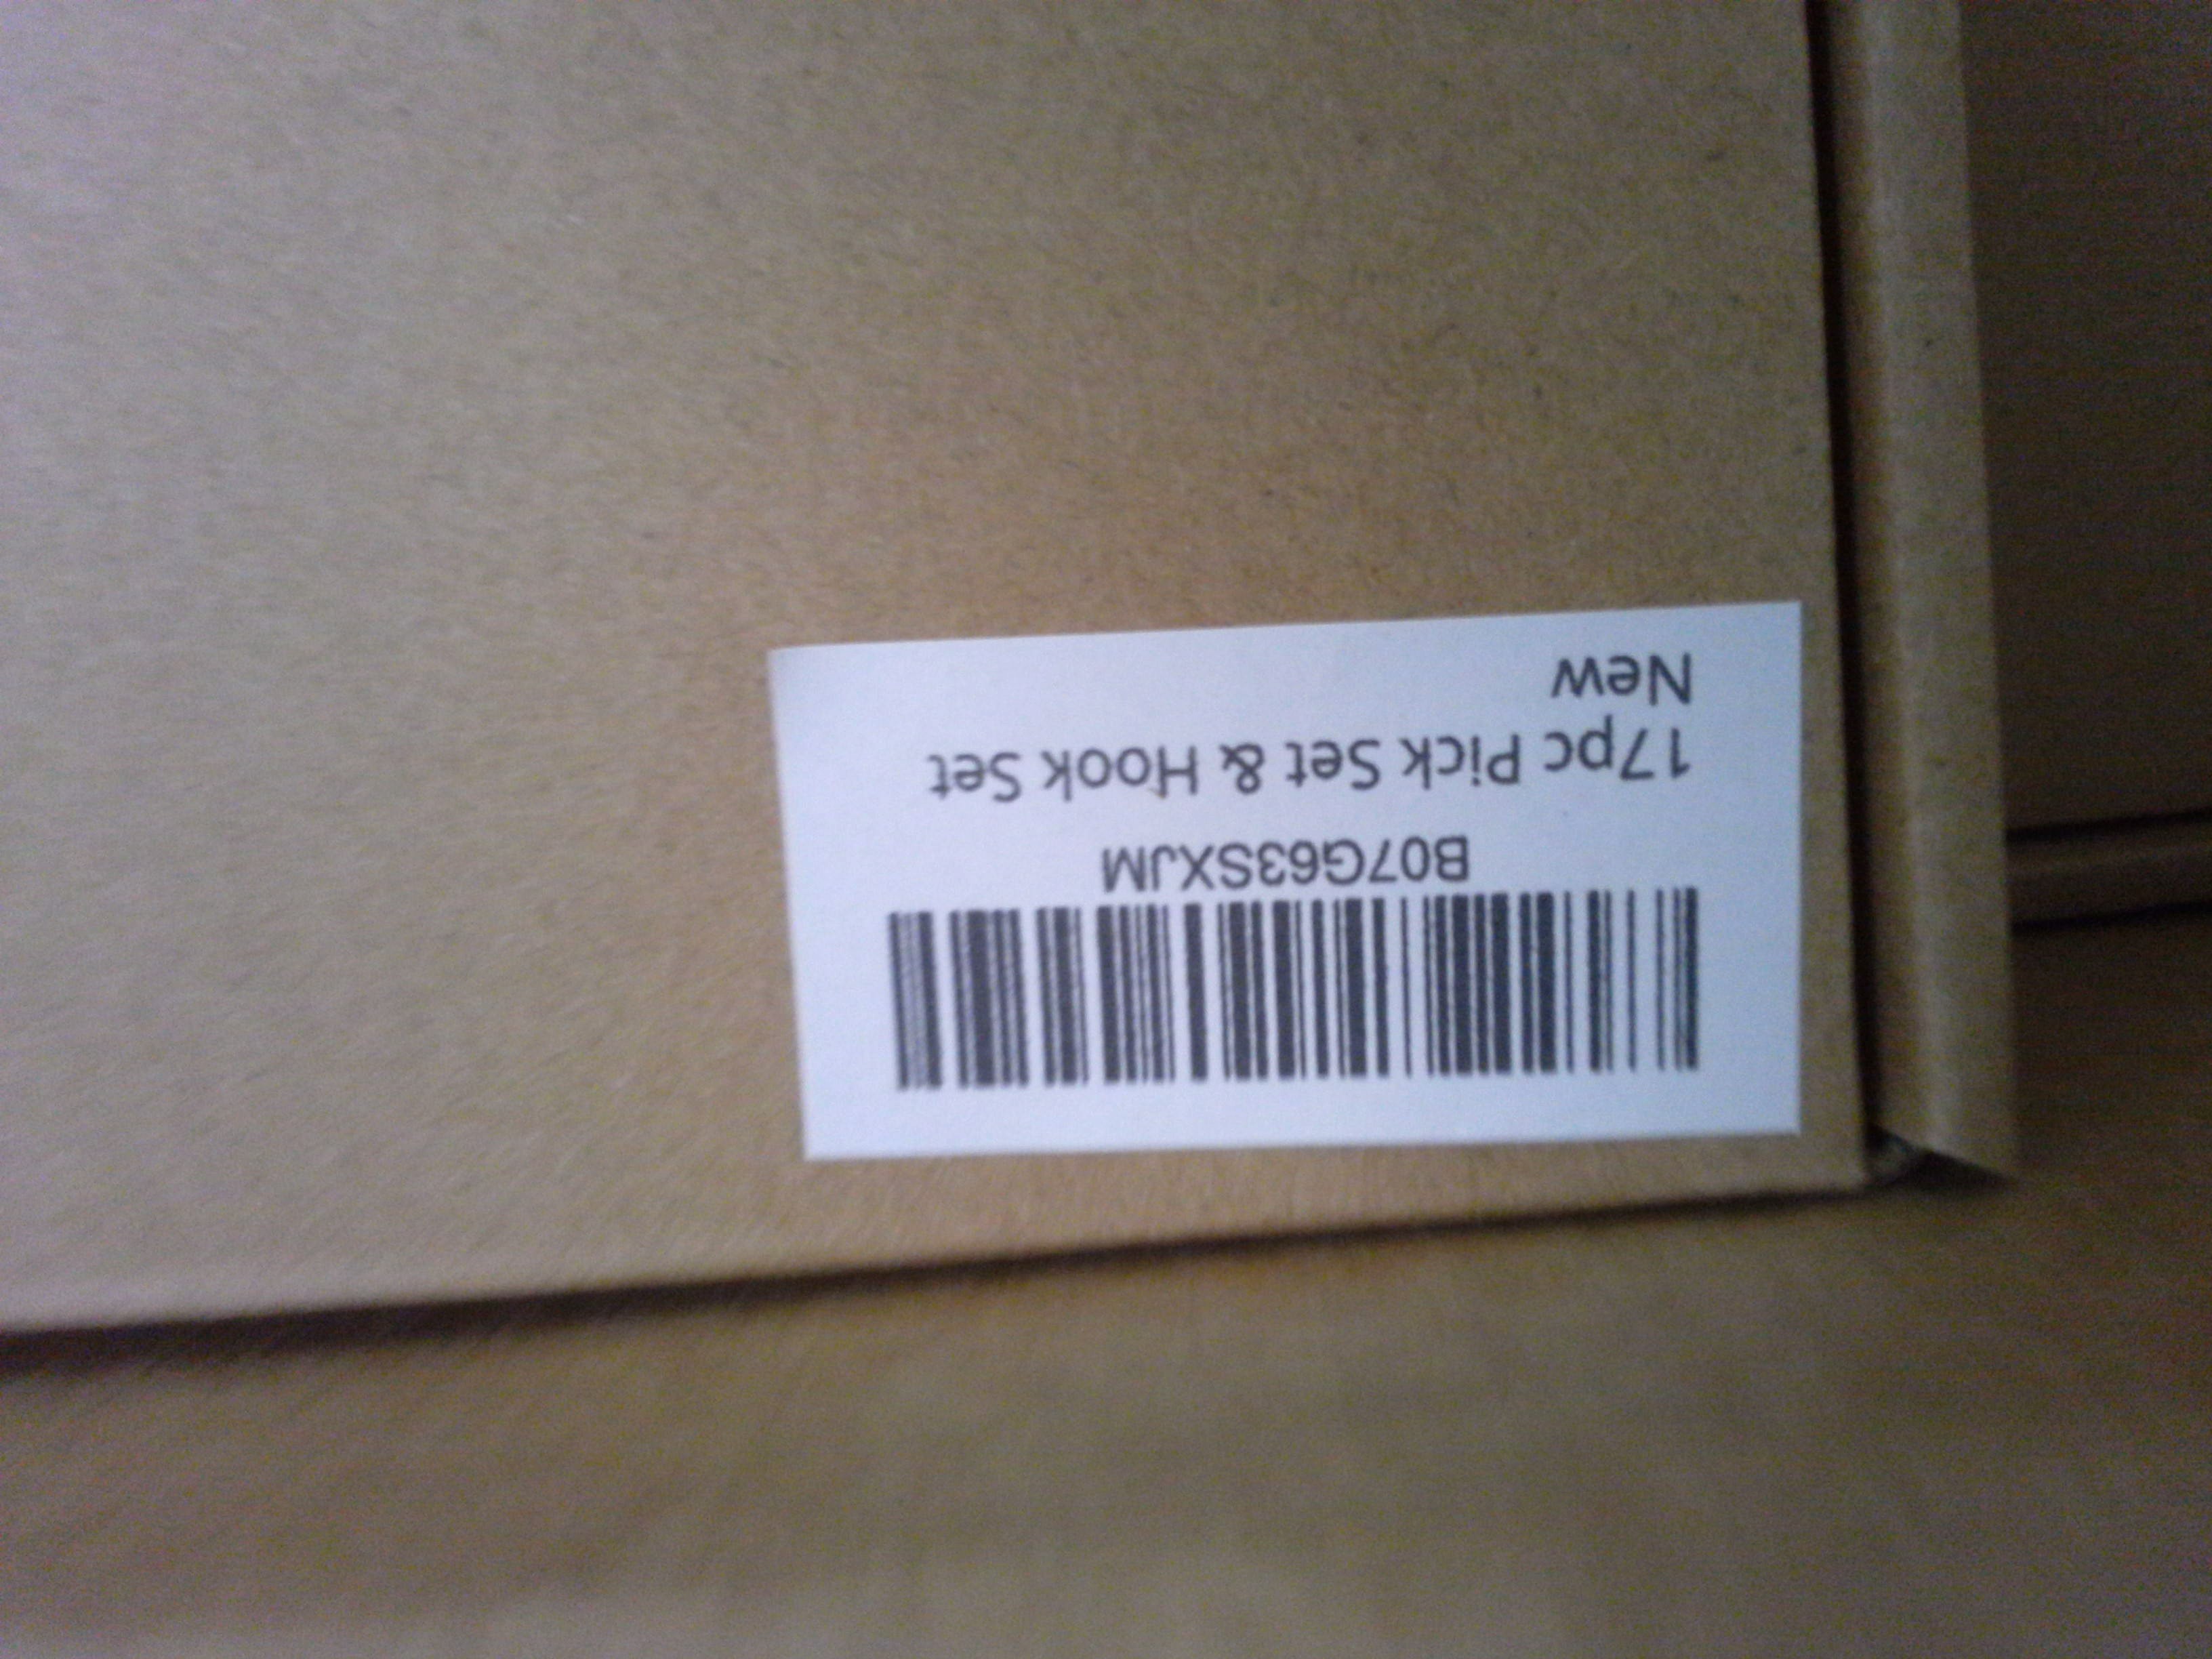 B07G63SXJM
17pc Pick Set & Hook Set
New